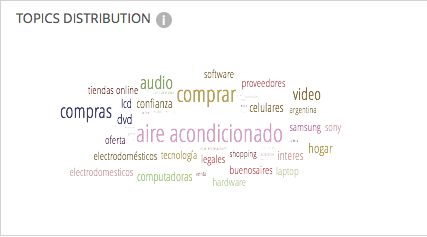 TOPICS DISTRIBUTION i
software
audio
proveedores
tiendas online
comprar
video
lcd
confianza
compras
celulares
argentina
dvd
aire acondicionado
samsung
sony
oferta
hogar
electrodomésticos
tecnología
legales
shopping
interes
electrodomesticos
computadoras
venta
buenosaires
laptop
hardware